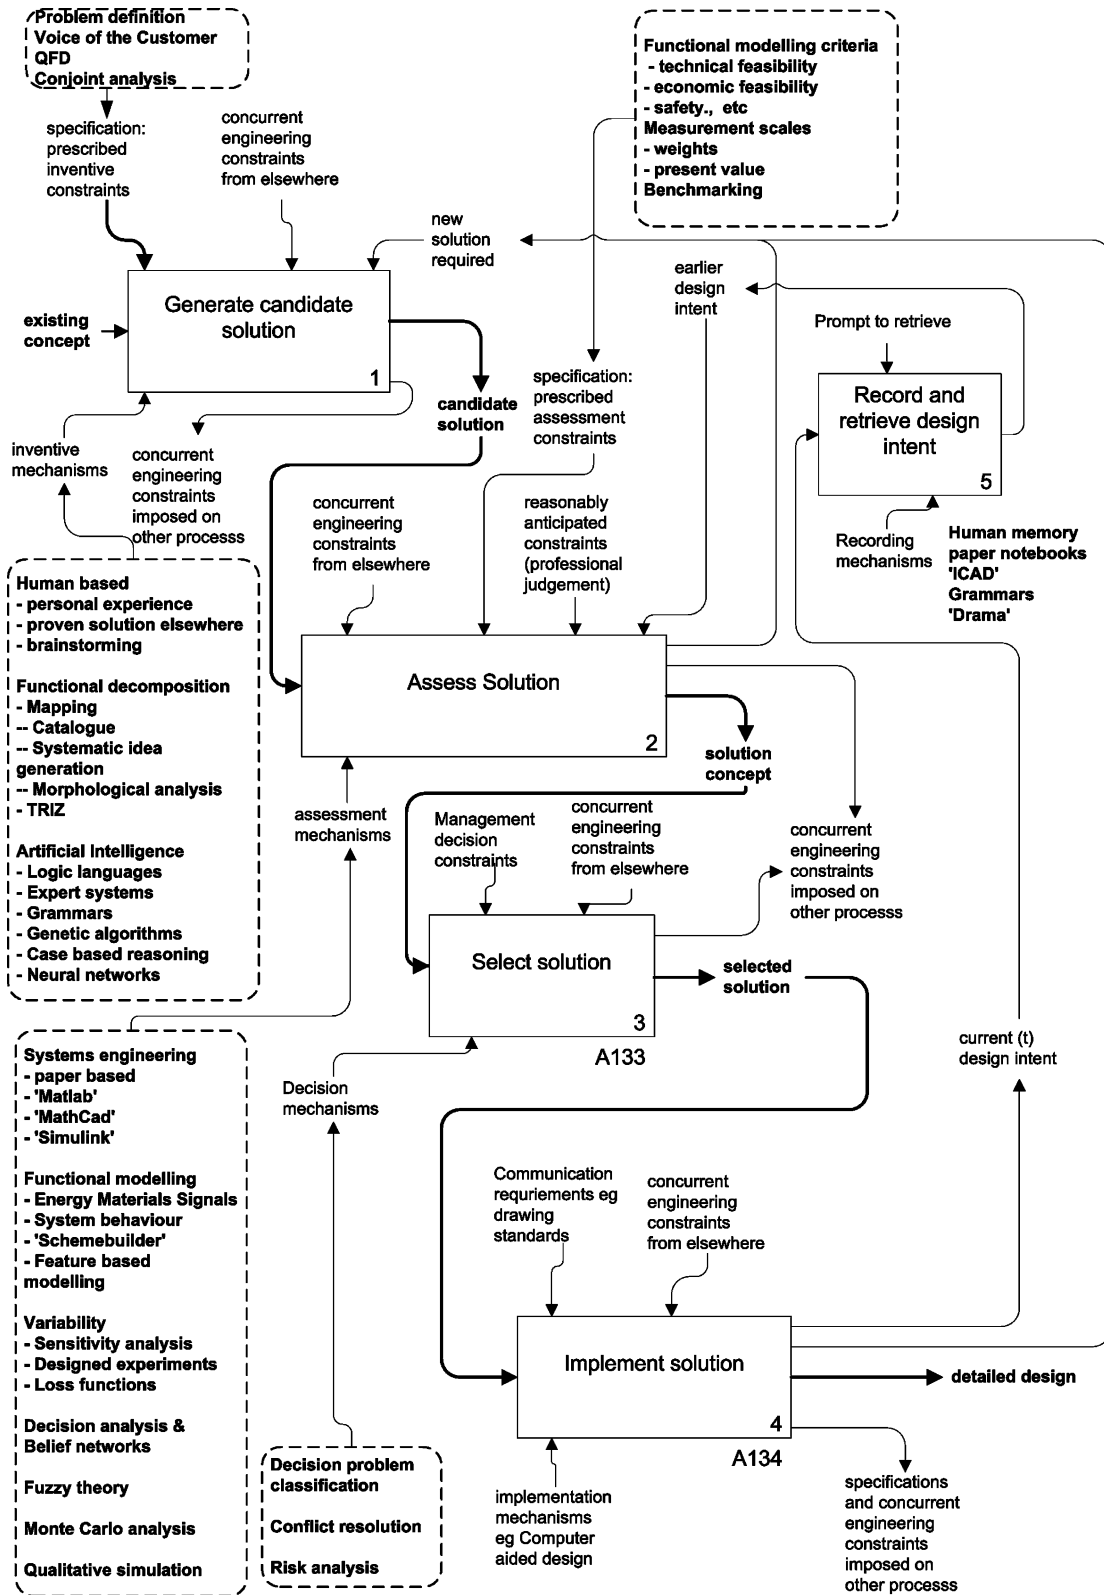 Problem definition
Voice of the Customer
QFD
Conjoint analysis
specification:
prescribed
inventive
constraints
concurrent
engineering
constraints
from elsewhere
new
solution
required
Functional modelling criteria
- technical feasibility
- economic feasibility
- safety., etc
Measurement scales
- weights
- present value
Benchmarking
existing
concept
Generate candidate
solution
1
candidate
solution
earlier
design
intent
specification:
prescribed
assessment
constraints
Prompt to retrieve
Record and
retrieve design
intent
5
Recording
mechanisms
Human memory
paper notebooks
'ICAD'
Grammars
'Drama'
inventive
mechanisms
concurrent
engineering
constraints
imposed on
other processs
concurrent
engineering
constraints
from elsewhere
reasonably
anticipated
constraints
(professional
judgement)
Human based
- personal experience
- proven solution elsewhere
- brainstorming
Functional decomposition
- Mapping
-- Catalogue
-- Systematic idea
generation
-- Morphological analysis
- TRIZ
Artificial Intelligence
- Logic languages
- Expert systems
- Grammars
- Genetic algorithms
- Case based reasoning
- Neural networks
Assess Solution
2
solution
concept
assessment
mechanisms
Management
decision
constraints
concurrent
engineering
constraints
from elsewhere
concurrent
engineering
constraints
imposed on
other processs
Select solution
3
A133
selected
solution
current (t)
design intent
Systems engineering
- paper based
- 'Matlab'
- 'MathCad'
- 'Simulink'
Functional modelling
- Energy Materials Signals
- System behaviour
- 'Schemebuilder'
- Feature based
modelling
Variability
- Sensitivity analysis
- Designed experiments
- Loss functions
Decision analysis &
Belief networks
Fuzzy theory
Monte Carlo analysis
Qualitative simulation
Decision
mechanisms
Decision problem
classification
Conflict resolution
Risk analysis
Communication
requriements eg
drawing
standards
concurrent
engineering
constraints
from elsewhere
Implement solution
4
A134
detailed design
implementation
mechanisms
eg Computer
aided design
specifications
and concurrent
engineering
constraints
imposed on
other processs